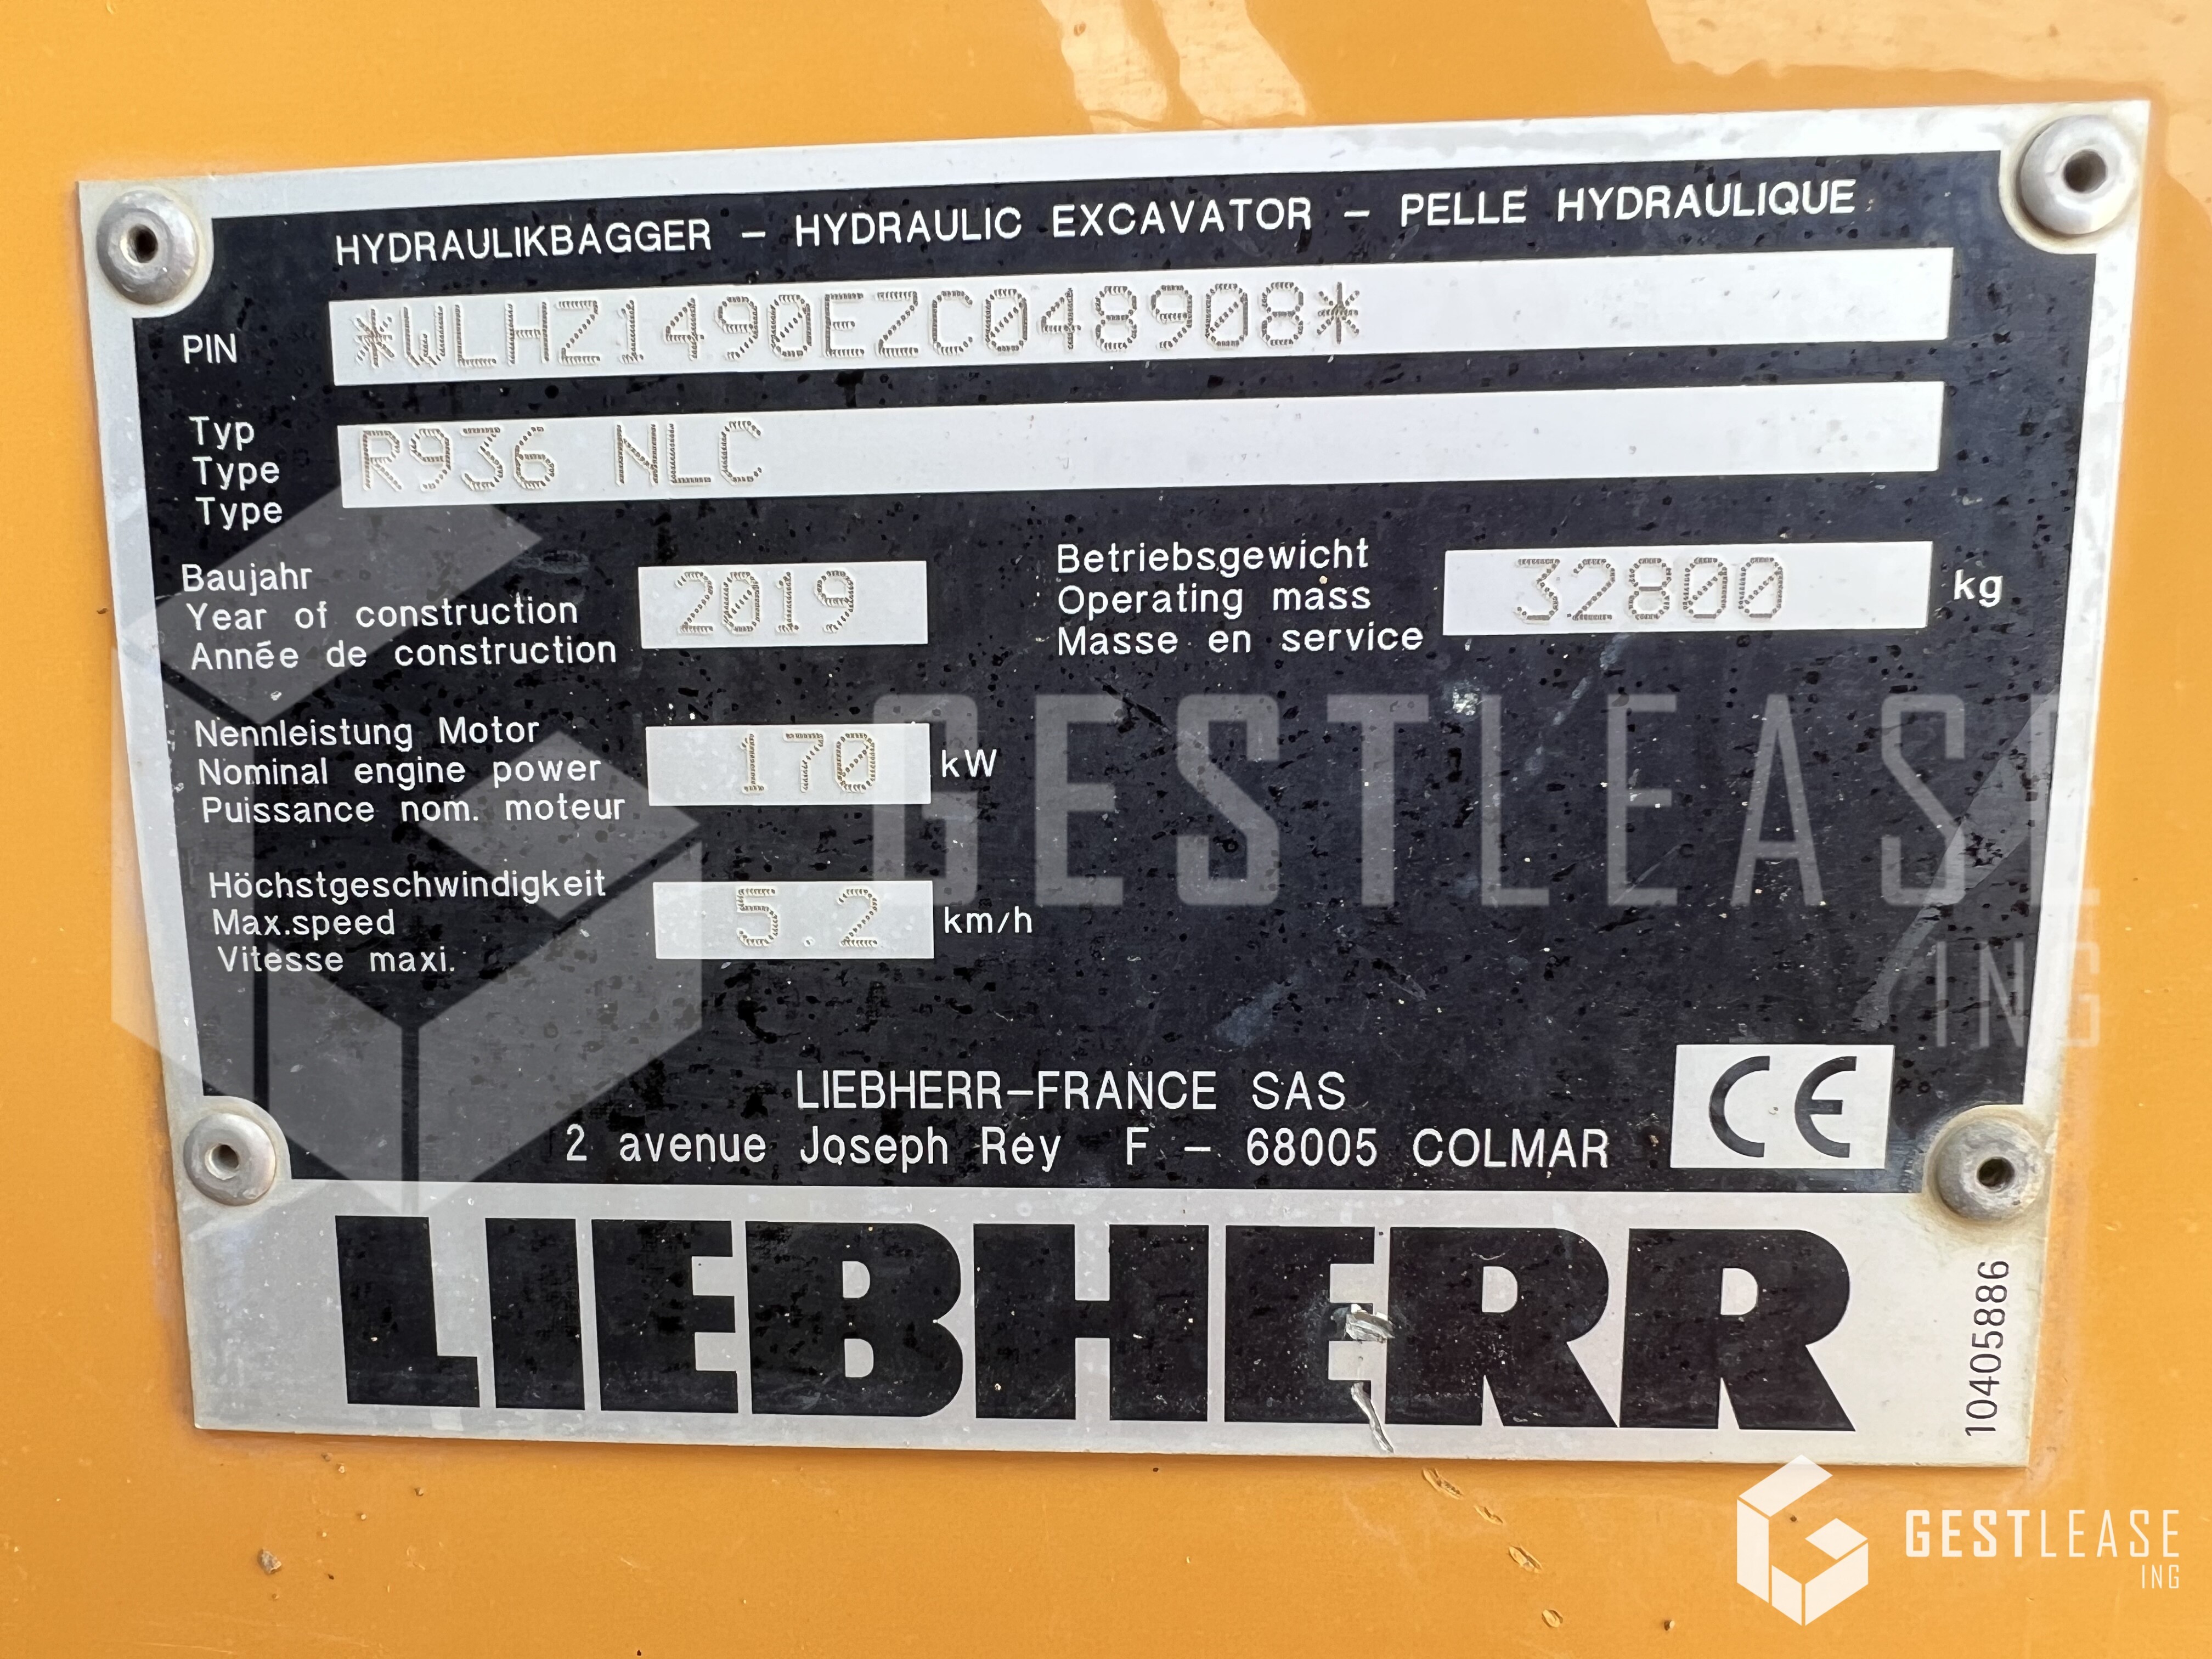 HYDRAULIKBAGGER – HYDRAULIC EXCAVATOR – PELLE HYDRAULIQUE
PIN *WLHZ1490EZC048908*
Typ
Type R936 NLC
Type
Baujahr
Year of construction 2019
Année de construction
Betriebsgewicht
Operating mass 32800 kg
Masse en service
Nennleistung Motor
Nominal engine power 170 kW
Puissance nom. moteur
Höchstgeschwindigkeit
Max.speed 5.2 km/h
Vitesse maxi.
GESTLEASE
ING
LIEBHERR-FRANCE SAS
2 avenue Joseph Rey F – 68005 COLMAR
CE
LIEBHERR
10405886
GESTLEASE
ING